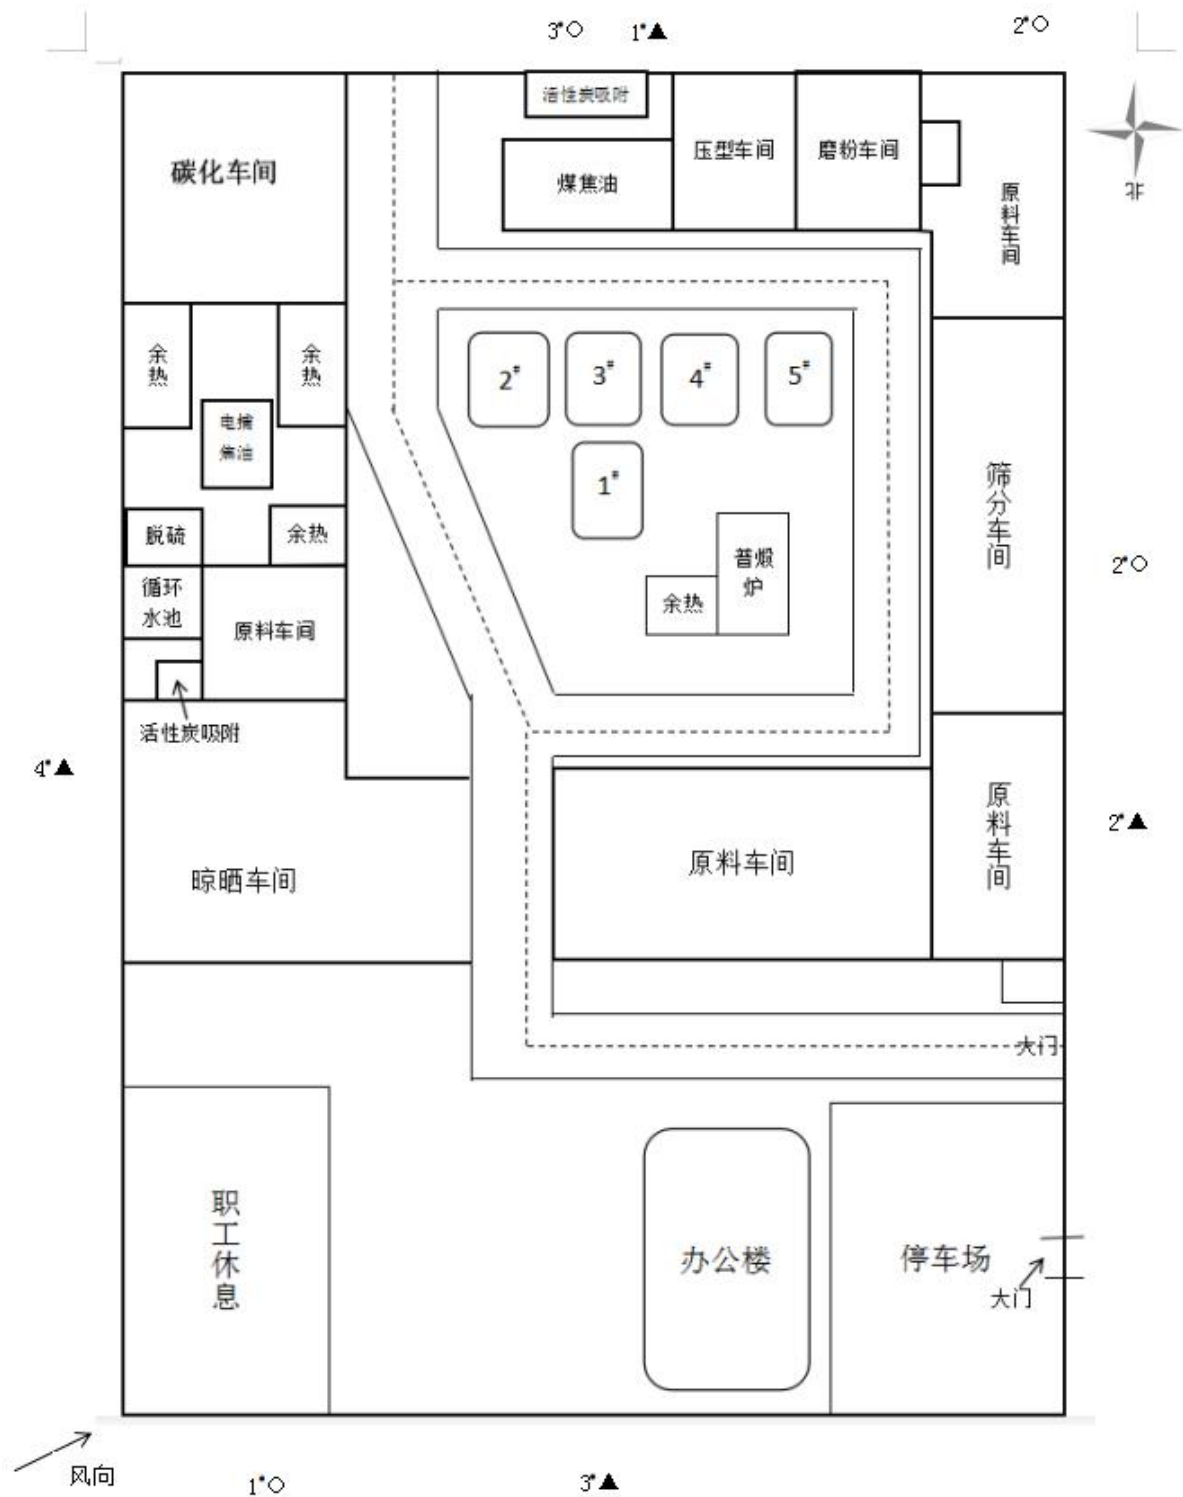 3#○
1#▲
2#○
活性炭吸附
碳化车间
煤焦油
压型车间
磨粉车间
原料车间
北
余热
余热
电捕
焦油
2#
3#
4#
5#
1#
筛分车间
脱硫
余热
普煅
炉
余热
2#○
循环
水池
原料车间
活性炭吸附
4#▲
晾晒车间
原料车间
原料车间
2#▲
大门
职工休息
办公楼
停车场
大门
风向
1#○
3#▲